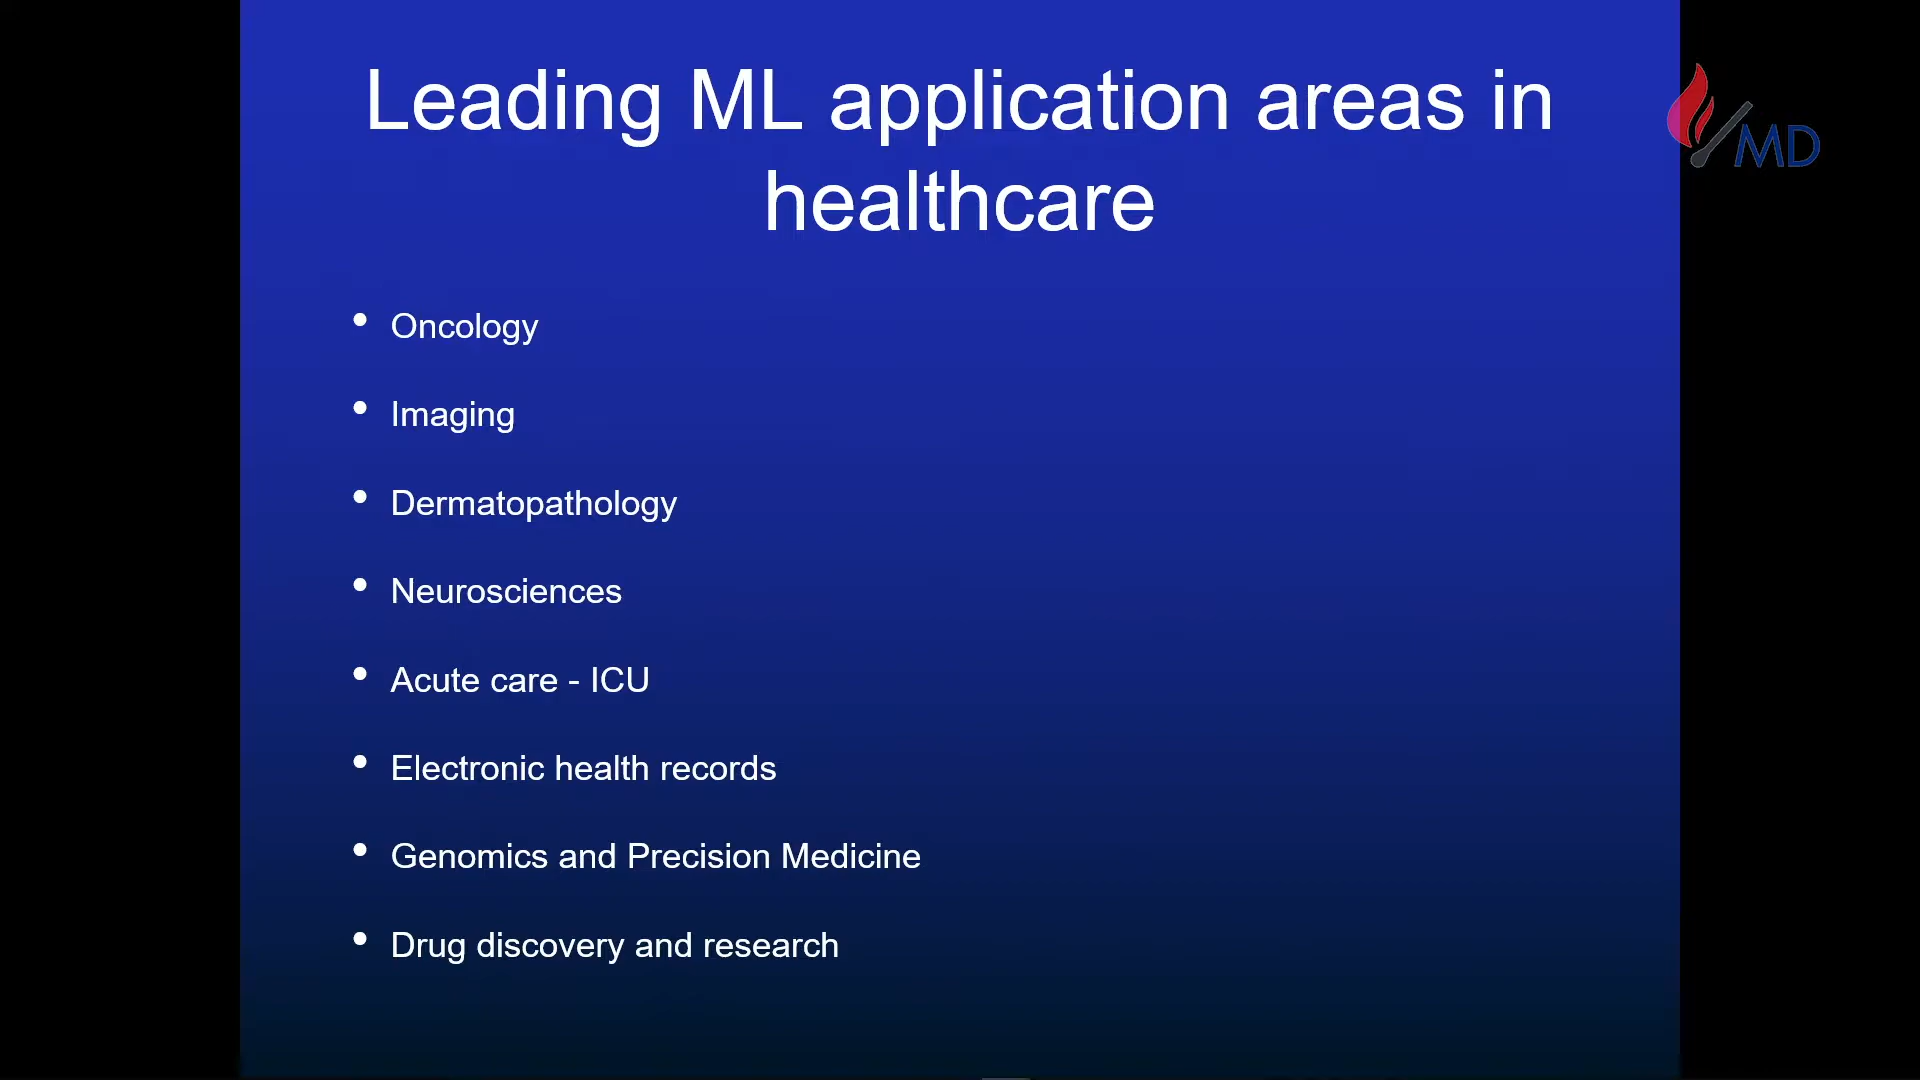 Leading ML application areas in
healthcare
MD
• Oncology
• Imaging
• Dermatopathology
• Neurosciences
• Acute care - ICU
• Electronic health records
• Genomics and Precision Medicine
• Drug discovery and research